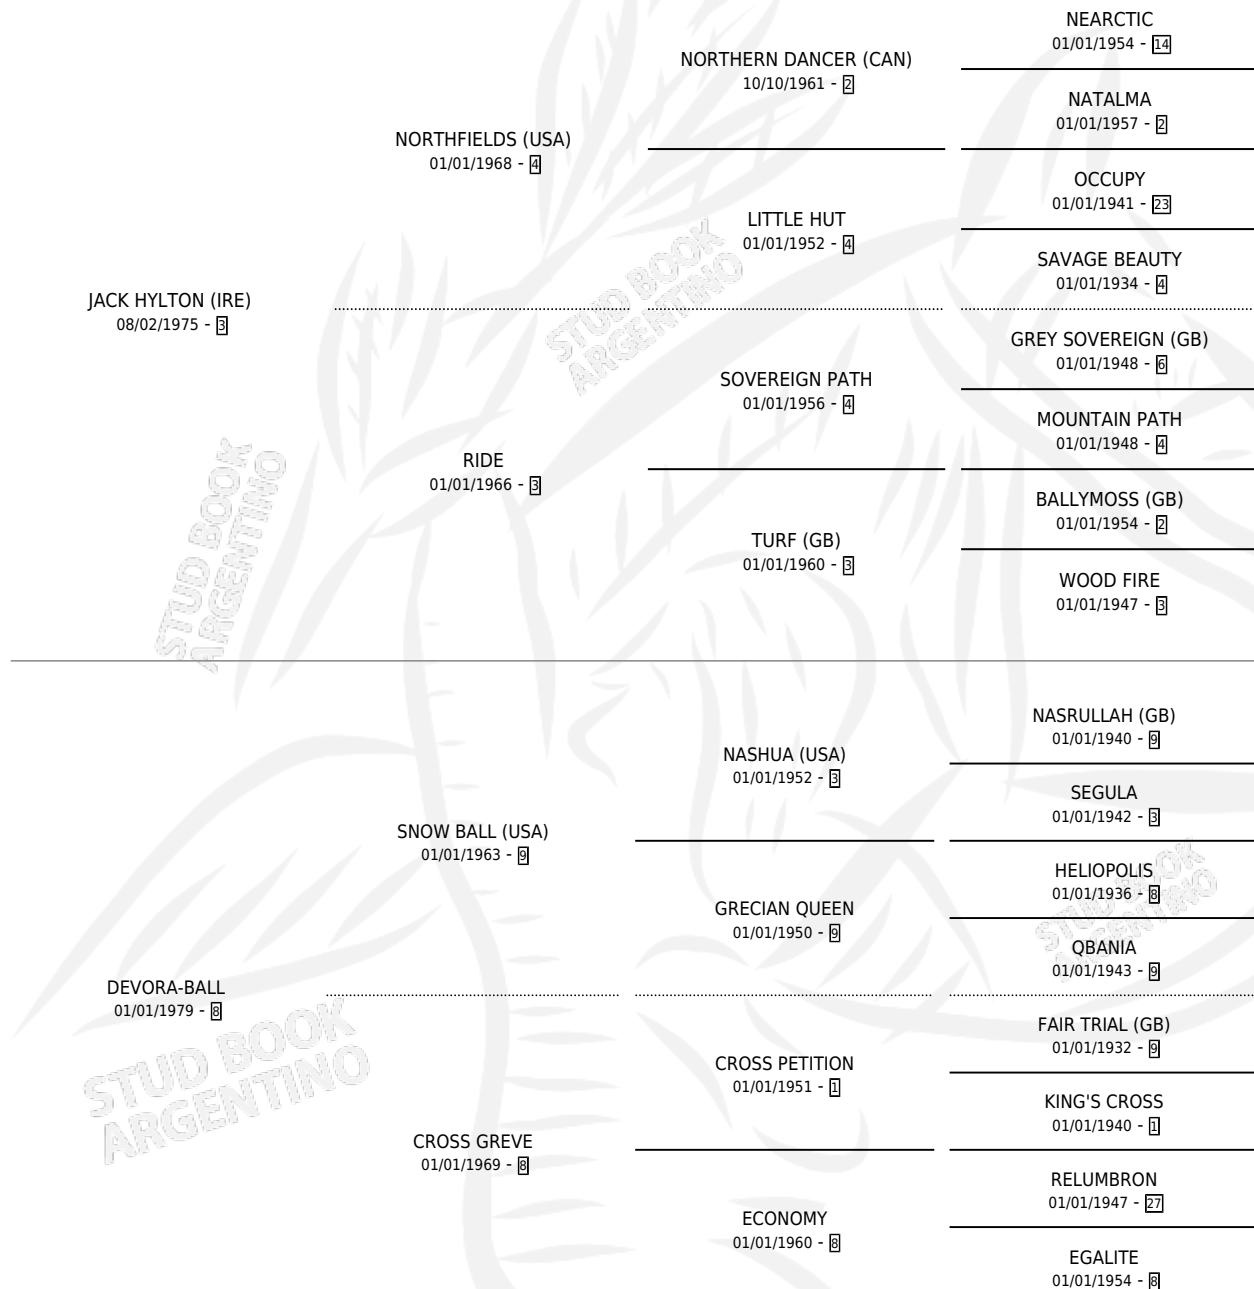 NEARCTIC
01/01/1954 - 14
NORTHERN DANCER (CAN)
10/10/1961 - 2
NATALMA
01/01/1957 - 2
NORTHFIELDS (USA)
01/01/1968 - 4
OCCUPY
01/01/1941 - 23
LITTLE HUT
01/01/1952 - 4
SAVAGE BEAUTY
01/01/1934 - 4
JACK HYLTON (IRE)
08/02/1975 - 3
GREY SOVEREIGN (GB)
01/01/1948 - 6
SOVEREIGN PATH
01/01/1956 - 4
MOUNTAIN PATH
01/01/1948 - 4
RIDE
01/01/1966 - 3
BALLYMOSS (GB)
01/01/1954 - 2
TURF (GB)
01/01/1960 - 3
WOOD FIRE
01/01/1947 - 3
NASRULLAH (GB)
01/01/1940 - 9
NASHUA (USA)
01/01/1952 - 3
SEGULA
01/01/1942 - 3
SNOW BALL (USA)
01/01/1963 - 9
HELIOPOLIS
01/01/1936 - 8
GRECIAN QUEEN
01/01/1950 - 9
QBANIA
01/01/1943 - 9
DEVORA-BALL
01/01/1979 - 8
FAIR TRIAL (GB)
01/01/1932 - 9
CROSS PETITION
01/01/1951 - 1
KING'S CROSS
01/01/1940 - 1
CROSS GREVE
01/01/1969 - 8
RELUMBRON
01/01/1947 - 27
ECONOMY
01/01/1960 - 8
EGALITE
01/01/1954 - 8
STUD BOOK
ARGENTINO
STUD BOOK
ARGENTINO
STUD BOOK
ARGENTINO
STUD BOOK
ARGENTINO